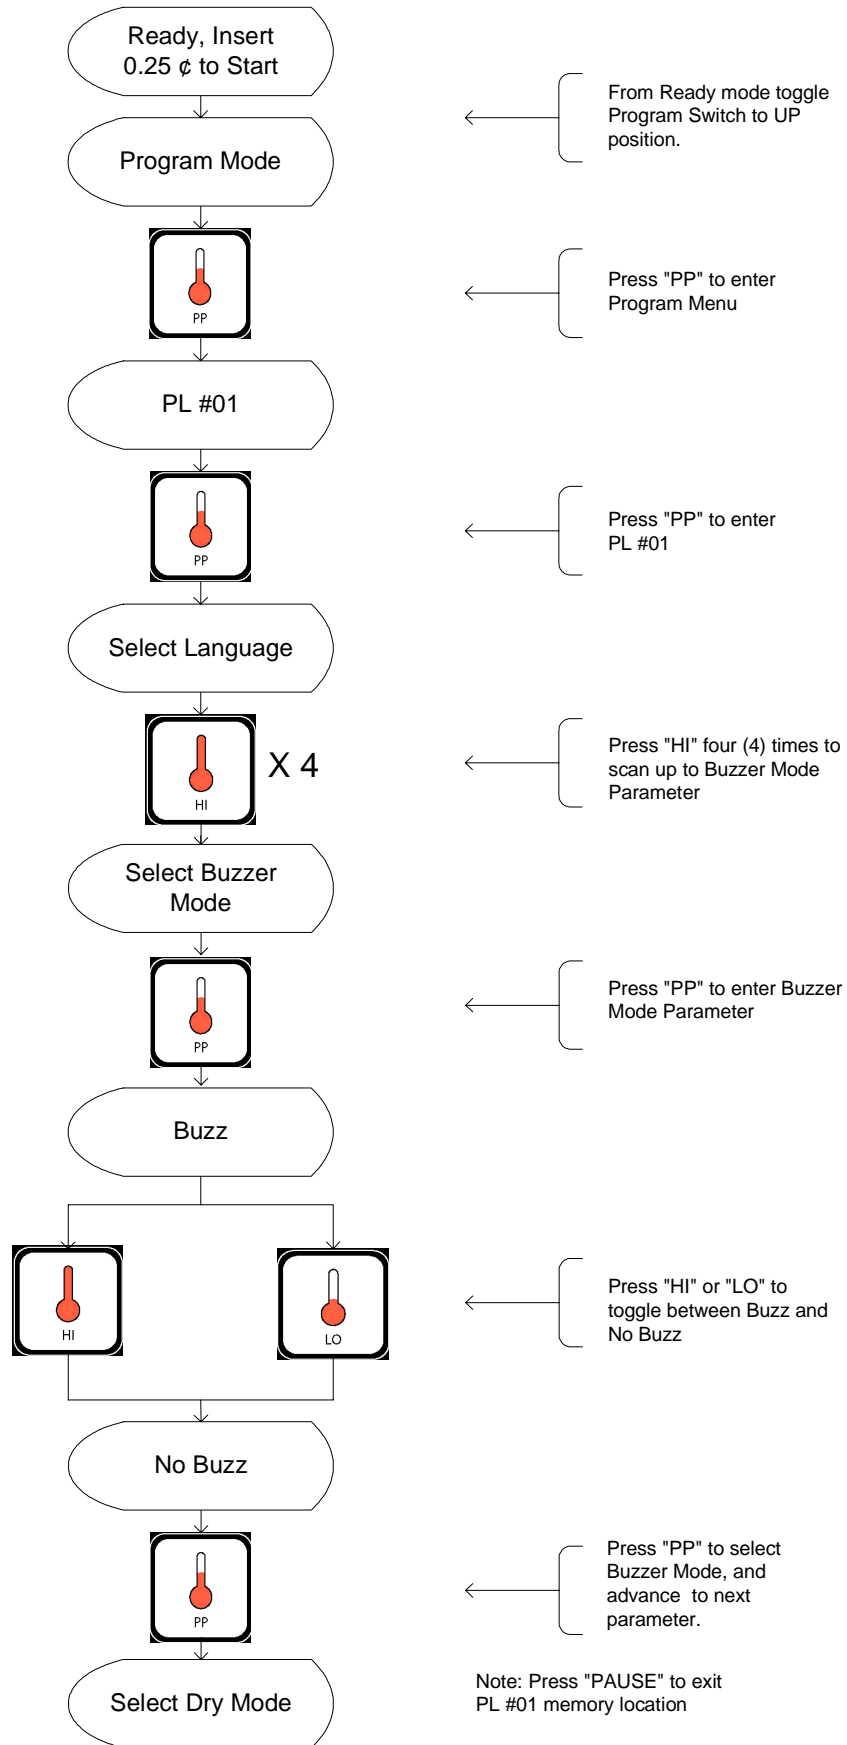 Ready, Insert
0.25 ¢ to Start
From Ready mode toggle
Program Switch to UP
position.
Program Mode
PP
Press "PP" to enter
Program Menu
PL #01
PP
Press "PP" to enter
PL #01
Select Language
HI
X 4
Press "HI" four (4) times to
scan up to Buzzer Mode
Parameter
Select Buzzer
Mode
PP
Press "PP" to enter Buzzer
Mode Parameter
Buzz
HI
LO
Press "HI" or "LO" to
toggle between Buzz and
No Buzz
No Buzz
PP
Press "PP" to select
Buzzer Mode, and
advance  to next
parameter.
Select Dry Mode
Note: Press "PAUSE" to exit
PL #01 memory location